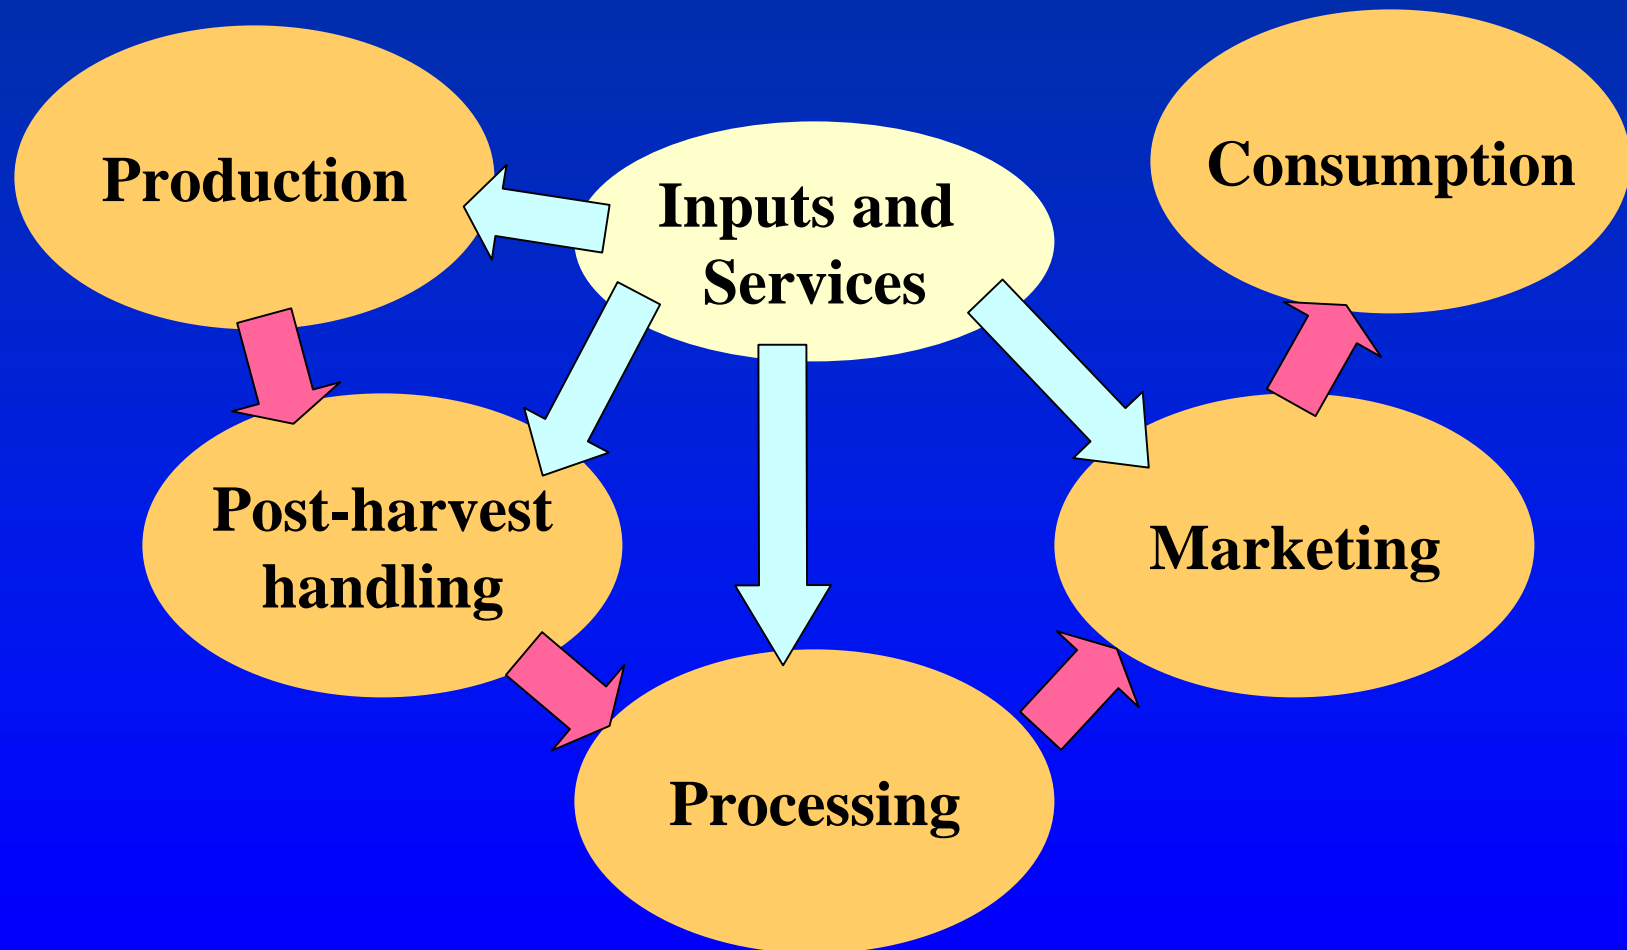 Production
Inputs and
Services
Consumption
Post-harvest
handling
Marketing
Processing